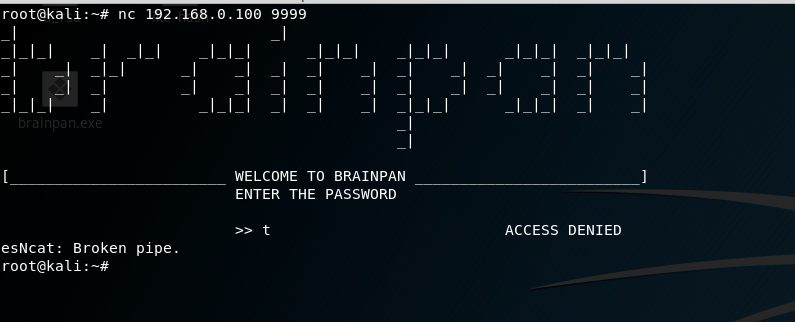 root@kali:~# nc 192.168.0.100 9999
_|                            _|
_|_|_|    _|  _|_|    _|_|_|      _|_|_|    _|_|_|      _|_|_|  _|_|_|
_|    _|  _|_|      _|    _|  _|  _|    _|  _|    _|  _|    _|  _|    _|
_|    _|  _|        _|    _|  _|  _|    _|  _|    _|  _|    _|  _|    _|
_|_|_|    _|          _|_|_|  _|  _|    _|  _|_|_|      _|_|_|  _|    _|
                                            _|
                                            _|
brainpan.exe
[________________________ WELCOME TO BRAINPAN _________________________]
                          ENTER THE PASSWORD
                          >> t                          ACCESS DENIED
esNcat: Broken pipe.
root@kali:~#